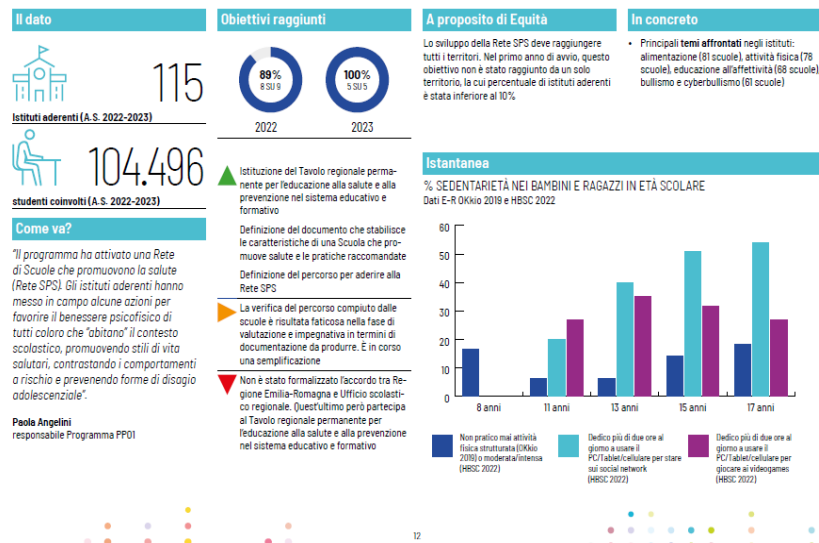 Il dato
115
Istituti aderenti (A.S. 2022-2023)
104.496
studenti coinvolti (A.S. 2022-2023)
Come va?
"Il programma ha attivato una Rete
di Scuole che promuovono la salute
(Rete SPS). Gli istituti aderenti hanno
messo in campo alcune azioni per
favorire il benessere psicofisico di
tutti coloro che "abitano" il contesto
scolastico, promuovendo stili di vita
salutari, contrastando i comportamenti
a rischio e prevenendo forme di disagio
adolescenziale".
Paola Angelini
responsabile Programma PP01
Obiettivi raggiunti
89%
8 SU 9
100%
5 SU 5
2022
2023
Istituzione del Tavolo regionale perma-
nente per l'educazione alla salute e alla
prevenzione nel sistema educativo e
formativo
Definizione del documento che stabilisce
le caratteristiche di una Scuola che pro-
muove salute e le pratiche raccomandate
Definizione del percorso per aderire alla
Rete SPS
La verifica del percorso compiuto dalle
scuole è risultata faticosa nella fase di
valutazione e impegnativa in termini di
documentazione da produrre. È in corso
una semplificazione
Non è stato formalizzato l'accordo tra Re-
gione Emilia-Romagna e Ufficio scolasti-
co regionale. Quest'ultimo però partecipa
al Tavolo regionale permanente per
l'educazione alla salute e alla prevenzione
nel sistema educativo e formativo
A proposito di Equità
Lo sviluppo della Rete SPS deve raggiungere
tutti i territori. Nel primo anno di avvio, questo
obiettivo non è stato raggiunto da un solo
territorio, la cui percentuale di istituti aderenti
è stata inferiore al 10%
In concreto
• Principali temi affrontati negli istituti:
alimentazione (81 scuole), attività fisica (78
scuole), educazione all'affettività (68 scuole),
bullismo e cyberbullismo (61 scuole)
Istantanea
% SEDENTARIETÀ NEI BAMBINI E RAGAZZI IN ETÀ SCOLARE
Dati E-R OKkio 2019 e HBSC 2022
60
50
40
30
20
10
0
8 anni
11 anni
13 anni
15 anni
17 anni
Non pratico mai attività
fisica strutturata (OKkio
2019) o moderata/intensa
(HBSC 2022)
Dedico più di due ore al
giorno a usare il
PC/Tablet/cellulare per stare
sui social network
(HBSC 2022)
Dedico più di due ore al
giorno a usare il
PC/Tablet/cellulare per
giocare ai videogames
(HBSC 2022)
12